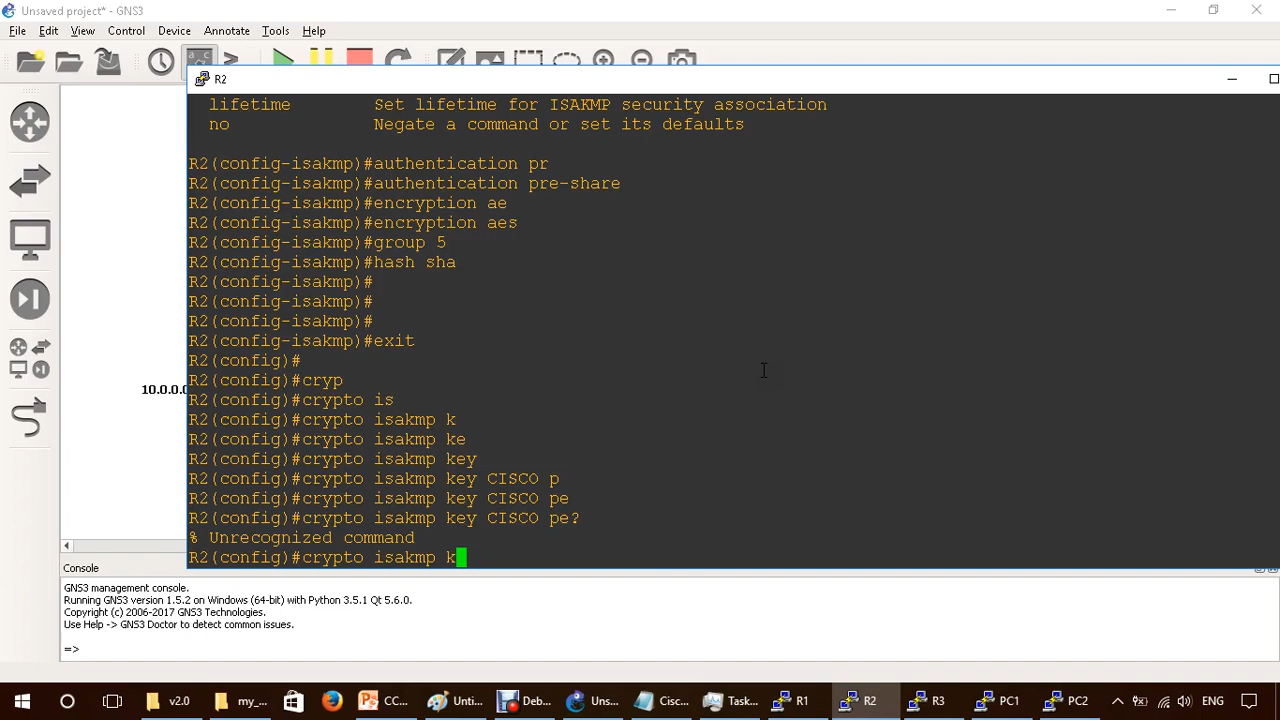 Unsaved project* - GNS3
File Edit View Control Device Annotate Tools Help
R2
lifetime Set lifetime for ISAKMP security association
no Negate a command or set its defaults
R2(config-isakmp)#authentication pr
R2(config-isakmp)#authentication pre-share
R2(config-isakmp)#encryption ae
R2(config-isakmp)#encryption aes
R2(config-isakmp)#group 5
R2(config-isakmp)#hash sha
R2(config-isakmp)#
R2(config-isakmp)#
R2(config-isakmp)#
R2(config-isakmp)#exit
R2(config)#
R2(config)#cryp
R2(config)#crypto is
R2(config)#crypto isakmp k
R2(config)#crypto isakmp ke
R2(config)#crypto isakmp key
R2(config)#crypto isakmp key CISCO p
R2(config)#crypto isakmp key CISCO pe
R2(config)#crypto isakmp key CISCO pe?
% Unrecognized command
R2(config)#crypto isakmp k
10.0.0.0
Console
GNS3 management console.
Running GNS3 version 1.5.2 on Windows (64-bit) with Python 3.5.1 Qt 5.6.0.
Copyright (c) 2006-2017 GNS3 Technologies.
Use Help -> GNS3 Doctor to detect common issues.
=>
v2.0 my_... CC... Unti... Deb... Uns... Cisc... Task... R1 R2 R3 PC1 PC2 ENG